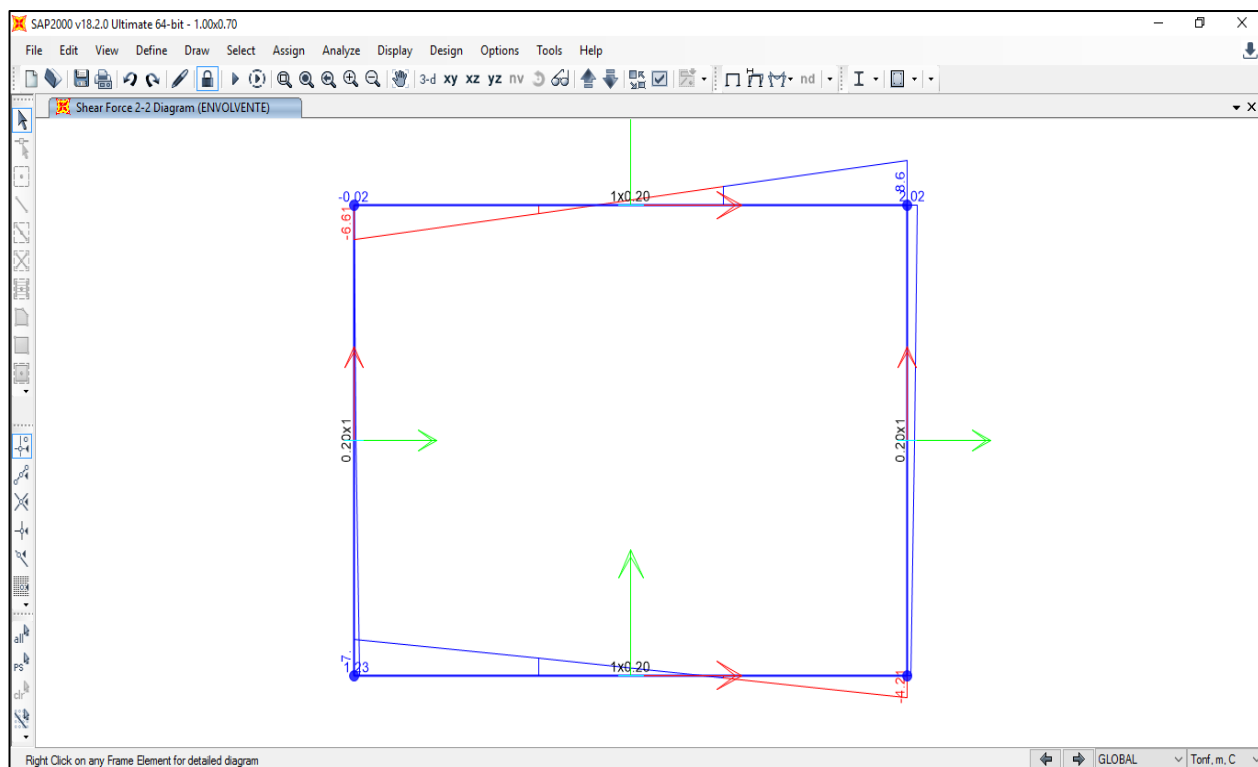 SAP2000 v18.2.0 Ultimate 64-bit - 1.00x0.70
File Edit View Define Draw Select Assign Analyze Display Design Options Tools Help
3-d xy xz yz nv nd
Shear Force 2-2 Diagram (ENVOLVENTE)
-0.02 1X0.20 8.6 2.02
-6.61
0.20x1 0.20x1
all
PS
clr
7.
1.23 1X0.20 -4.21
Right Click on any Frame Element for detailed diagram GLOBAL Tonf, m, C